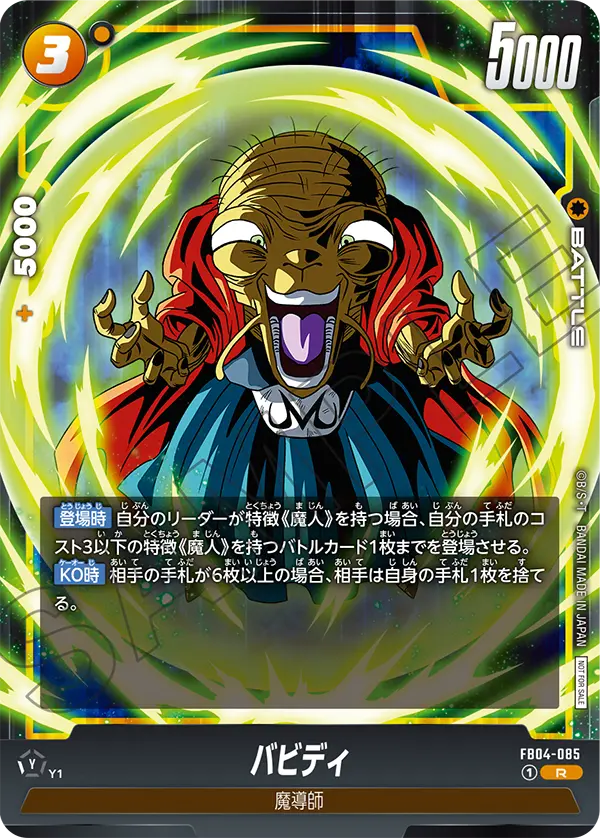 3
5000
+ 5000
BATTLE
登場時 自分のリーダーが特徴《魔人》を持つ場合、自分の手札のコ
スト3以下の特徴《魔人》を持つバトルカード1枚までを登場させる。
KO時 相手の手札が6枚以上の場合、相手は自身の手札1枚を捨て
る。
©B/S・T BANDAI MADE IN JAPAN
NOT FOR SALE
Y Y1
バビディ
FB04-085
1 R
魔導師